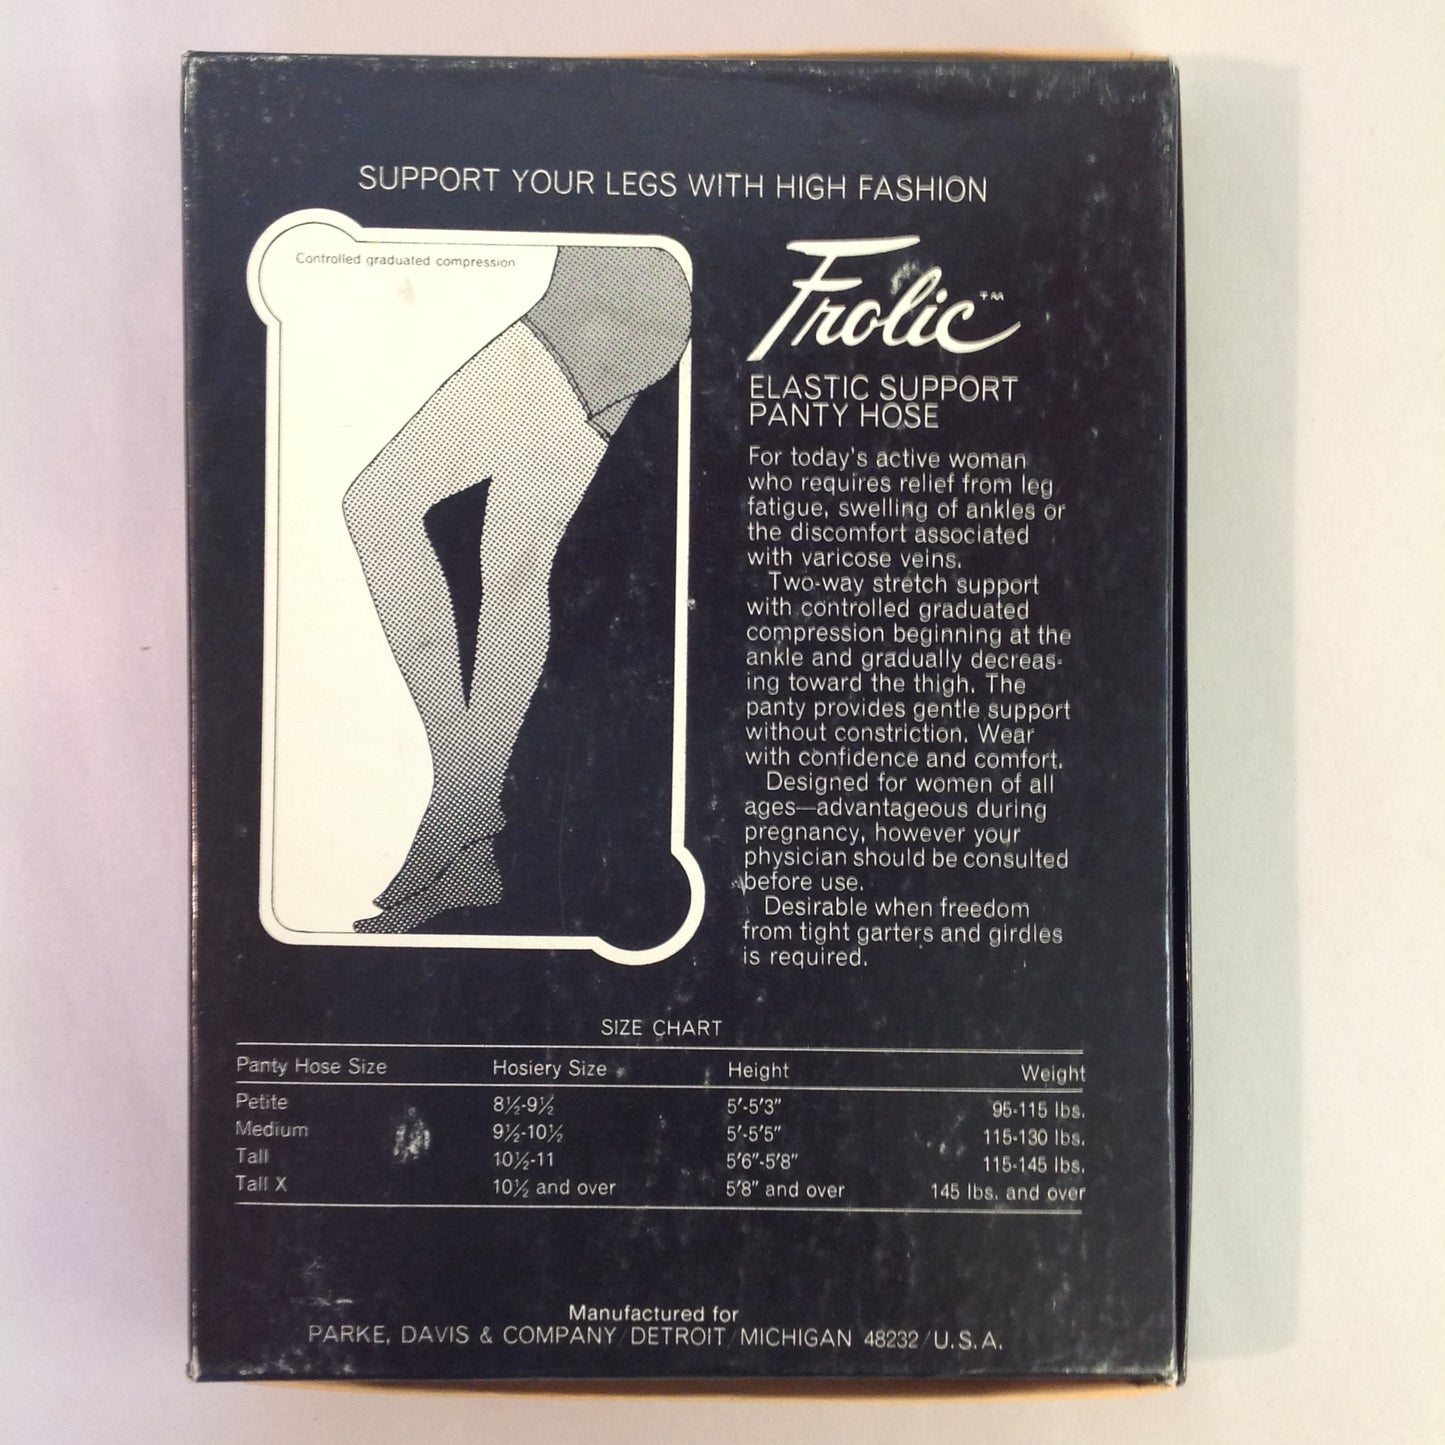 SUPPORT YOUR LEGS WITH HIGH FASHION
Controlled graduated compression
Frolic™
ELASTIC SUPPORT
PANTY HOSE
For today's active woman
who requires relief from leg
fatigue, swelling of ankles or
the discomfort associated
with varicose veins.
Two-way stretch support
with controlled graduated
compression beginning at the
ankle and gradually decreas-
ing toward the thigh. The
panty provides gentle support
without constriction. Wear
with confidence and comfort.
Designed for women of all
ages—advantageous during
pregnancy, however your
physician should be consulted
before use.
Desirable when freedom
from tight garters and girdles
is required.
SIZE CHART
Panty Hose Size Hosiery Size Height Weight
Petite 8½-9½ 5'-5'3" 95-115 lbs.
Medium 9½-10½ 5'-5'5" 115-130 lbs.
Tall 10½-11 5'6"-5'8" 115-145 lbs.
Tall X 10½ and over 5'8" and over 145 lbs. and over
Manufactured for
PARKE, DAVIS & COMPANY / DETROIT / MICHIGAN 48232 / U.S.A.